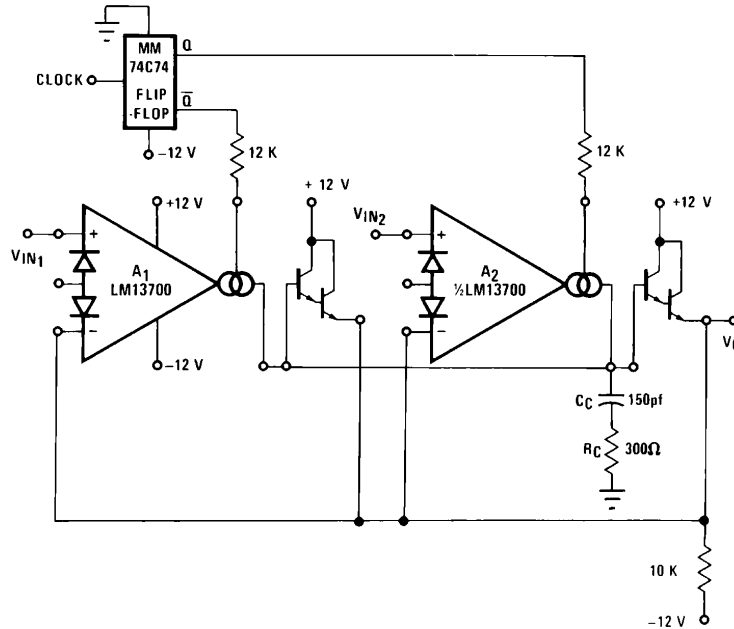 MM
74C74
FLIP
-FLOP
CLOCK
Q
Q̅
-12 V
12 K
12 K
+12 V
+ 12 V
+12 V
VIN1
+
A1
LM13700
-
-12 V
VIN2
+
A2
½LM13700
-
CC
150pf
RC
300Ω
10 K
-12 V